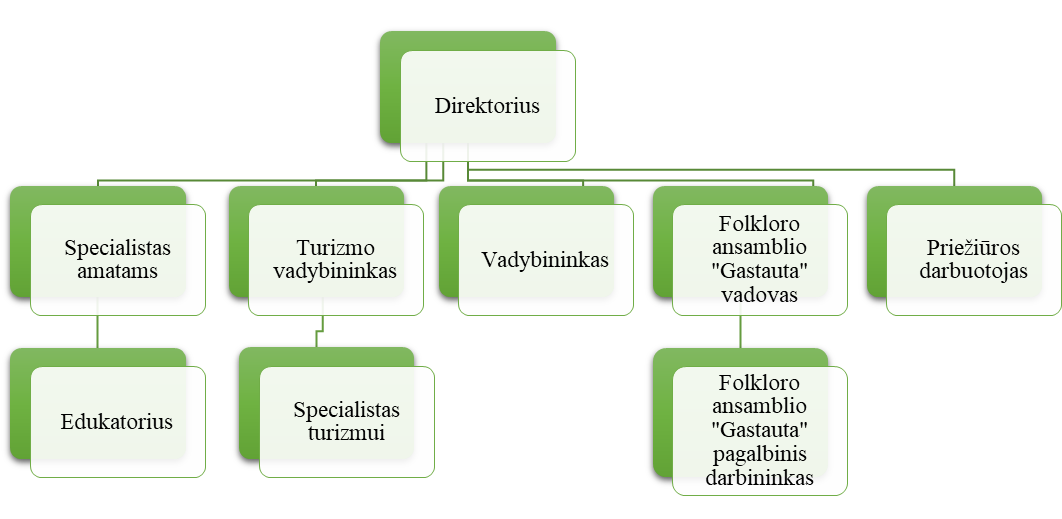 Direktorius
Specialistas
amatams
Turizmo
vadybininkas
Vadybininkas
Folkloro
ansamblio
"Gastauta"
vadovas
Priežiūros
darbuotojas
Edukatorius
Specialistas
turizmui
Folkloro
ansamblio
"Gastauta"
pagalbinis
darbininkas